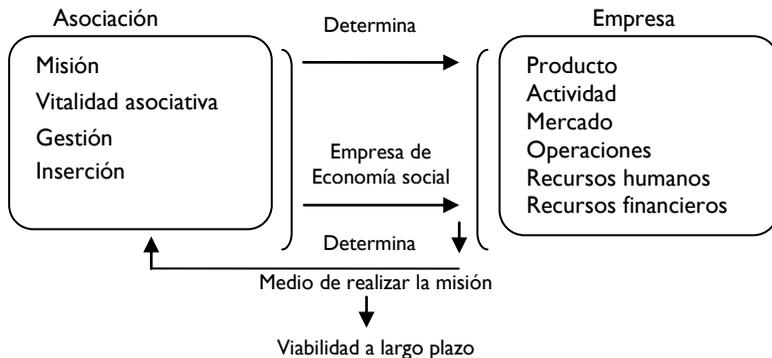 Asociación
Misión
Vitalidad asociativa
Gestión
Inserción
Determina
Empresa de
Economía social
Determina
Medio de realizar la misión
Viabilidad a largo plazo
Empresa
Producto
Actividad
Mercado
Operaciones
Recursos humanos
Recursos financieros